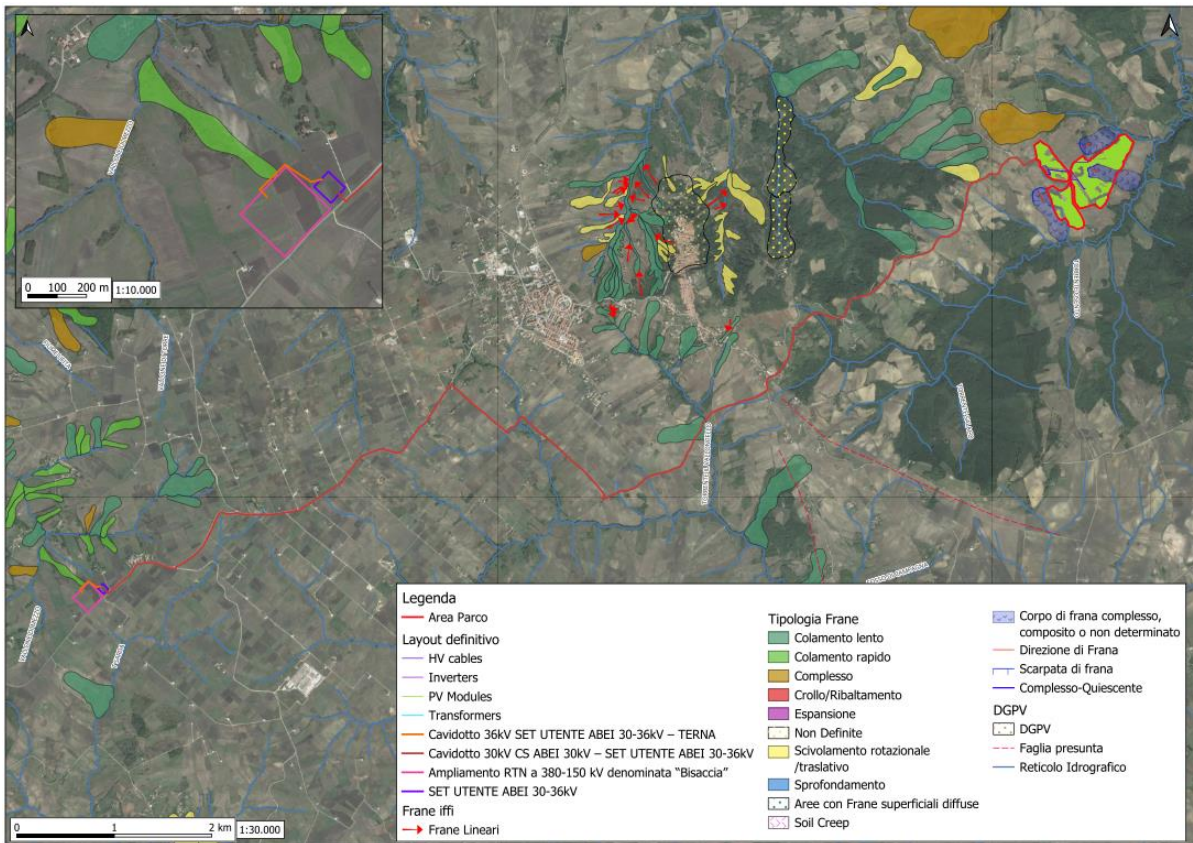 0 100 200 m
1:10.000
Legenda
Area Parco
Layout definitivo
HV cables
Inverters
PV Modules
Transformers
Cavidotto 36kV SET UTENTE ABEI 30-36kV – TERNA
Cavidotto 30kV CS ABEI 30kV – SET UTENTE ABEI 30-36kV
Ampliamento RTN a 380-150 kV denominata "Bisaccia"
SET UTENTE ABEI 30-36kV
Frane iffi
Frane Lineari
Tipologia Frane
Colamento lento
Colamento rapido
Complesso
Crollo/Ribaltamento
Espansione
Non Definite
Scivolamento rotazionale
/traslativo
Sprofondamento
Aree con Frane superficiali diffuse
Soil Creep
Corpo di frana complesso,
composito o non determinato
Direzione di Frana
Scarpata di frana
Complesso-Quiescente
DGPV
DGPV
Faglia presunta
Reticolo Idrografico
0 1 2 km
1:30.000